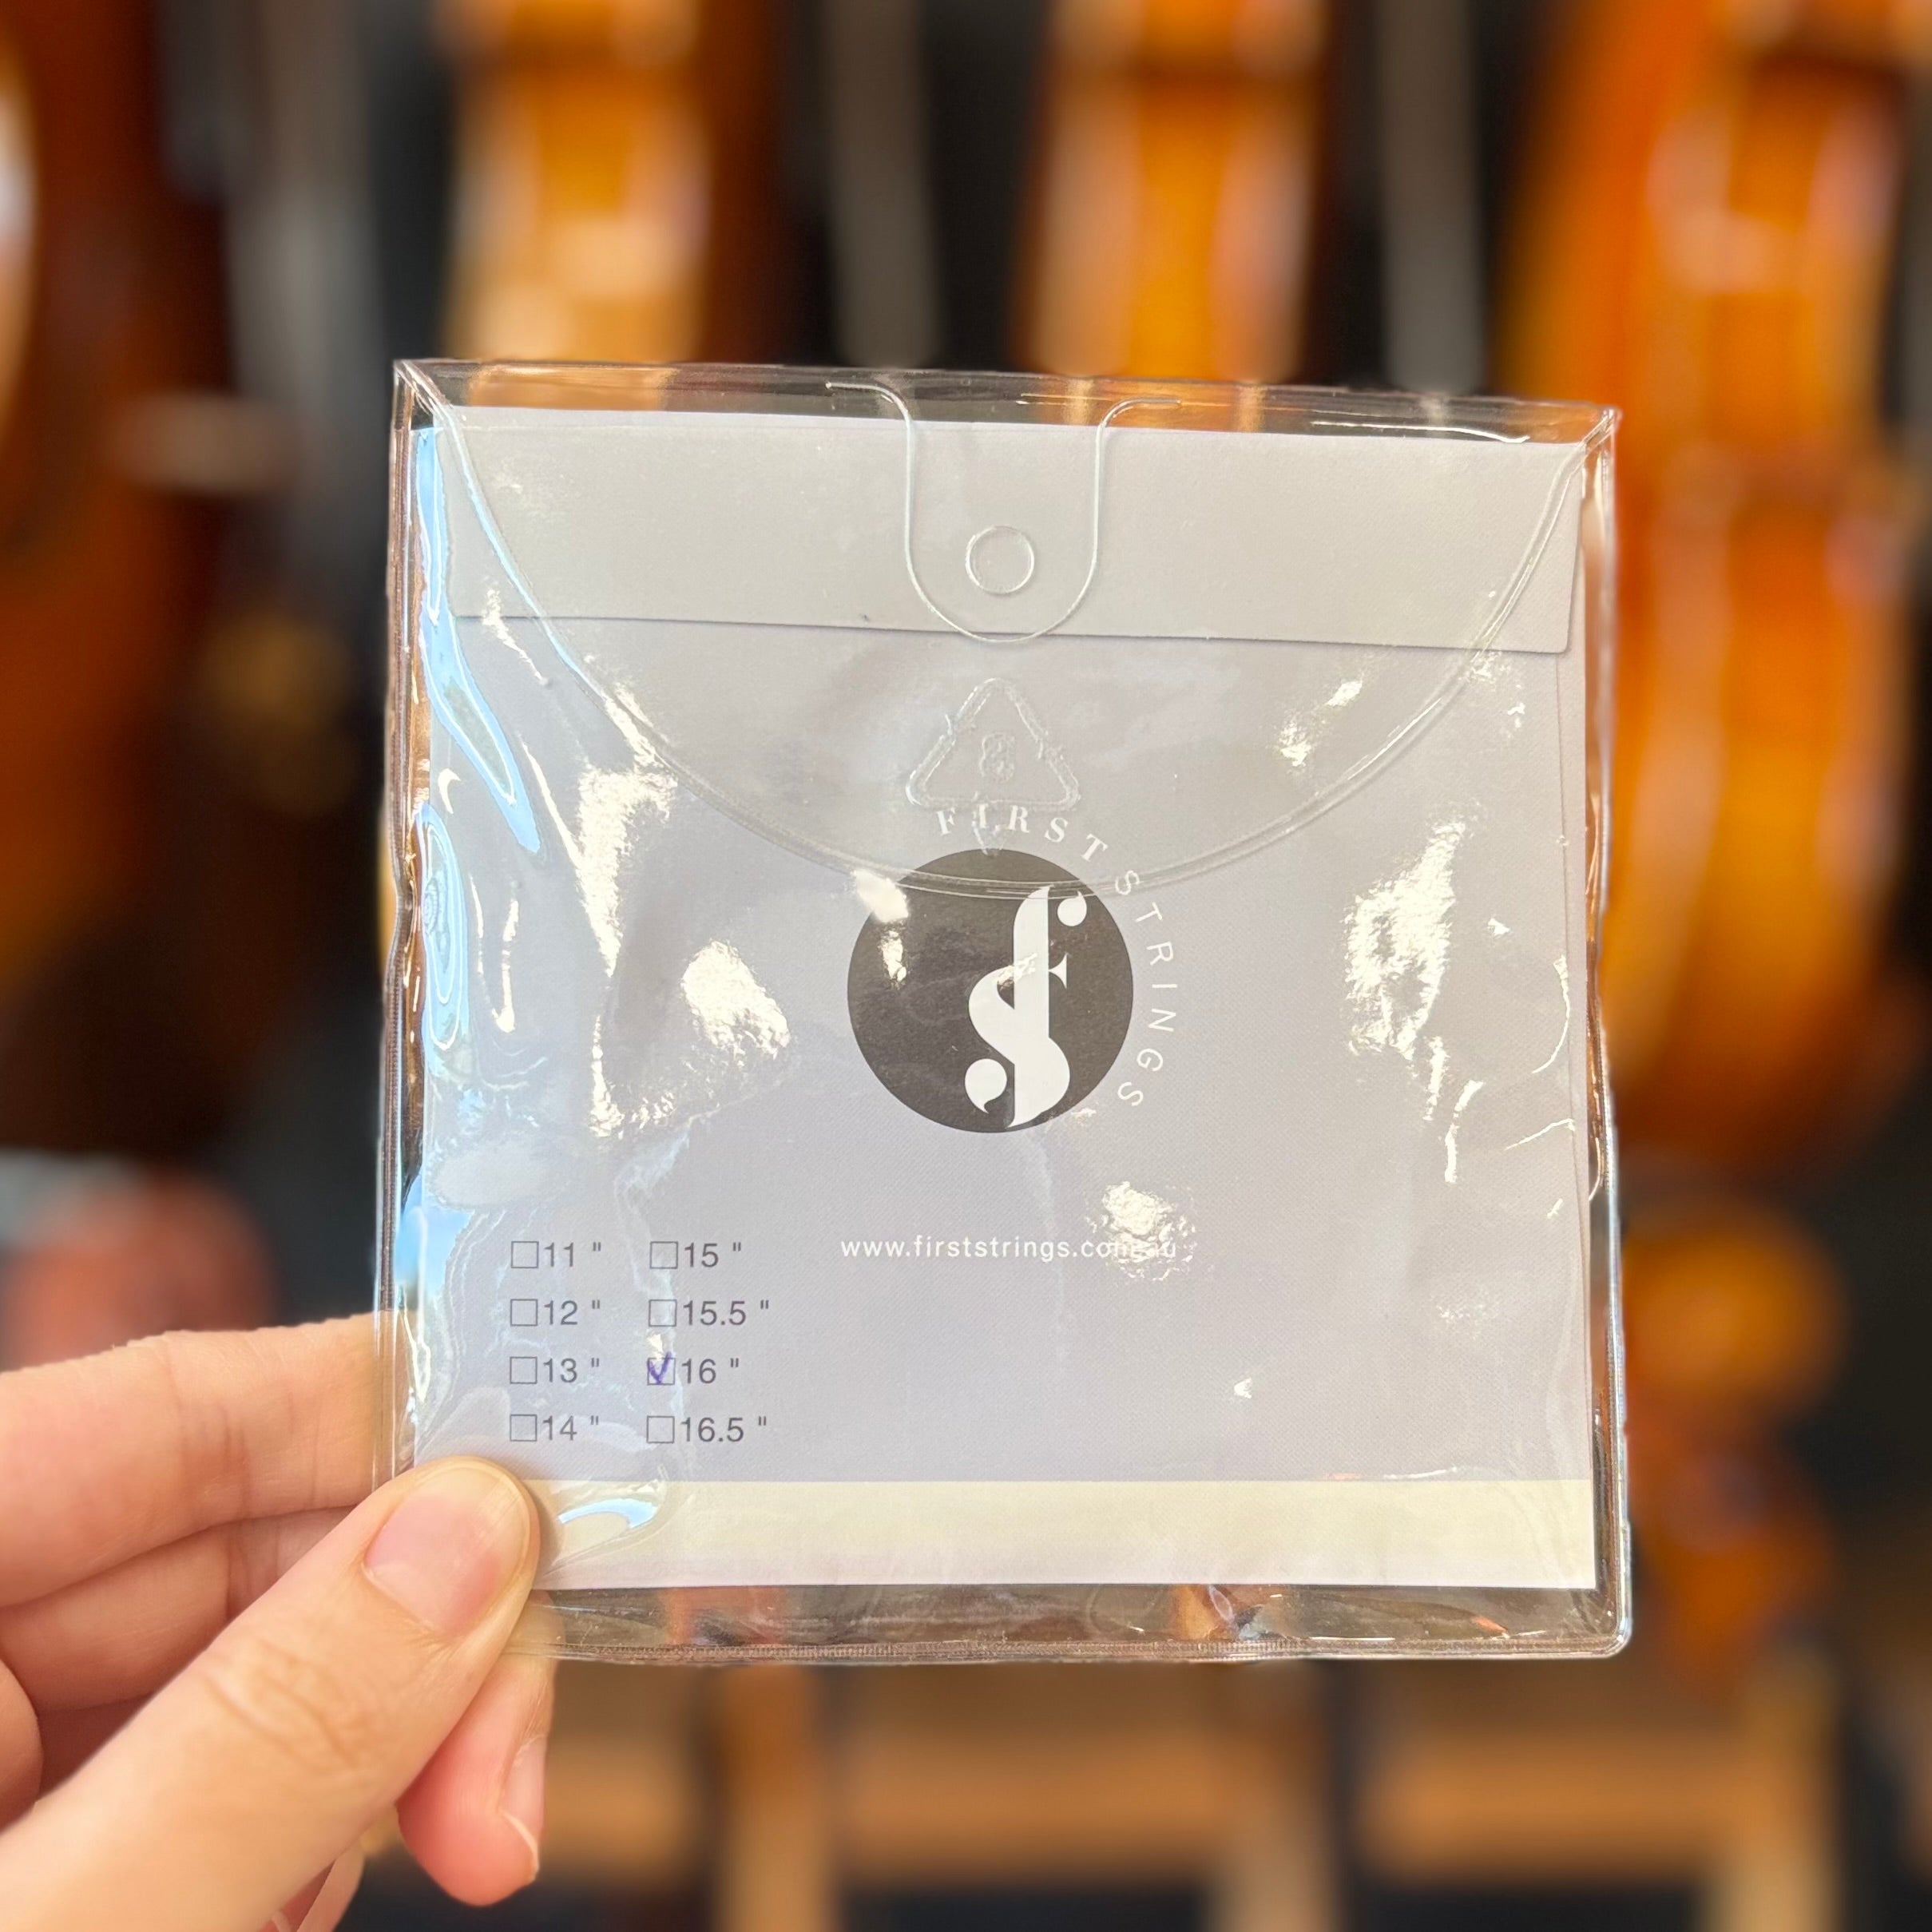 FIRST STRINGS
www.firststrings.com.au
☐11 " ☐15 "
☐12 " ☐15.5 "
☐13 " ☑16 "
☐14 " ☐16.5 "